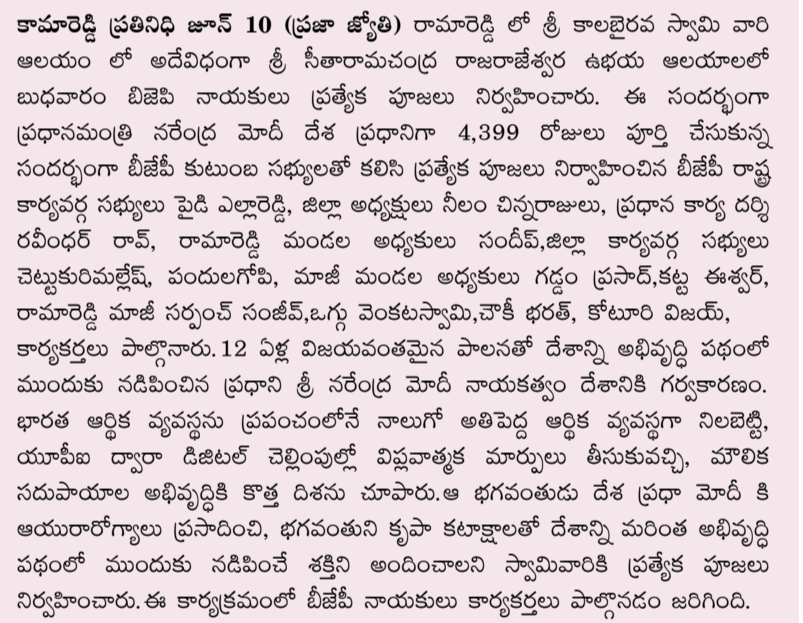 కామారెడ్డి ప్రతినిధి జూన్ 10 (ప్రజా జ్యోతి) రామారెడ్డి లో శ్రీ కాలబైరవ స్వామి వారి
ఆలయం లో అదేవిధంగా శ్రీ సీతారామచంద్ర రాజరాజేశ్వర ఉభయ ఆలయాలలో
బుధవారం బిజెపి నాయకులు ప్రత్యేక పూజలు నిర్వహించారు. ఈ సందర్భంగా
ప్రధానమంత్రి నరేంద్ర మోదీ దేశ ప్రధానిగా 4,399 రోజులు పూర్తి చేసుకున్న
సందర్భంగా బీజేపీ కుటుంబ సభ్యులతో కలిసి ప్రత్యేక పూజలు నిర్వాహించిన బీజేపీ రాష్ట్ర
కార్యవర్గ సభ్యులు పైడి ఎల్లారెడ్డి, జిల్లా అధ్యక్షులు నీలం చిన్నరాజులు, ప్రధాన కార్య దర్శి
రవీంధర్ రావ్, రామారెడ్డి మండల అధ్యకులు సందీప్,జిల్లా కార్యవర్గ సభ్యులు
చెట్టుకురిమల్లేష్, పందులగోపి, మాజీ మండల అధ్యకులు గడ్డం ప్రసాద్,కట్ట ఈశ్వర్,
రామారెడ్డి మాజీ సర్పంచ్ సంజీవ్,ఒగ్గు వెంకటస్వామి,చౌకీ భరత్, కోటూరి విజయ్,
కార్యకర్తలు పాల్గొనారు. 12 ఏళ్ల విజయవంతమైన పాలనతో దేశాన్ని అభివృద్ధి పథంలో
ముందుకు నడిపించిన ప్రధాని శ్రీ నరేంద్ర మోదీ నాయకత్వం దేశానికి గర్వకారణం.
భారత ఆర్థిక వ్యవస్థను ప్రపంచంలోనే నాలుగో అతిపెద్ద ఆర్థిక వ్యవస్థగా నిలబెట్టి,
యూపీఐ ద్వారా డిజిటల్ చెల్లింపుల్లో విప్లవాత్మక మార్పులు తీసుకువచ్చి, మౌలిక
సదుపాయాల అభివృద్ధికి కొత్త దిశను చూపారు.ఆ భగవంతుడు దేశ ప్రధా మోదీ కి
ఆయురారోగ్యాలు ప్రసాదించి, భగవంతుని కృపా కటాక్షాలతో దేశాన్ని మరింత అభివృద్ధి
పథంలో ముందుకు నడిపించే శక్తిని అందించాలని స్వామివారికి ప్రత్యేక పూజలు
నిర్వహించారు.ఈ కార్యక్రమంలో బీజేపీ నాయకులు కార్యకర్తలు పాల్గొనడం జరిగింది.